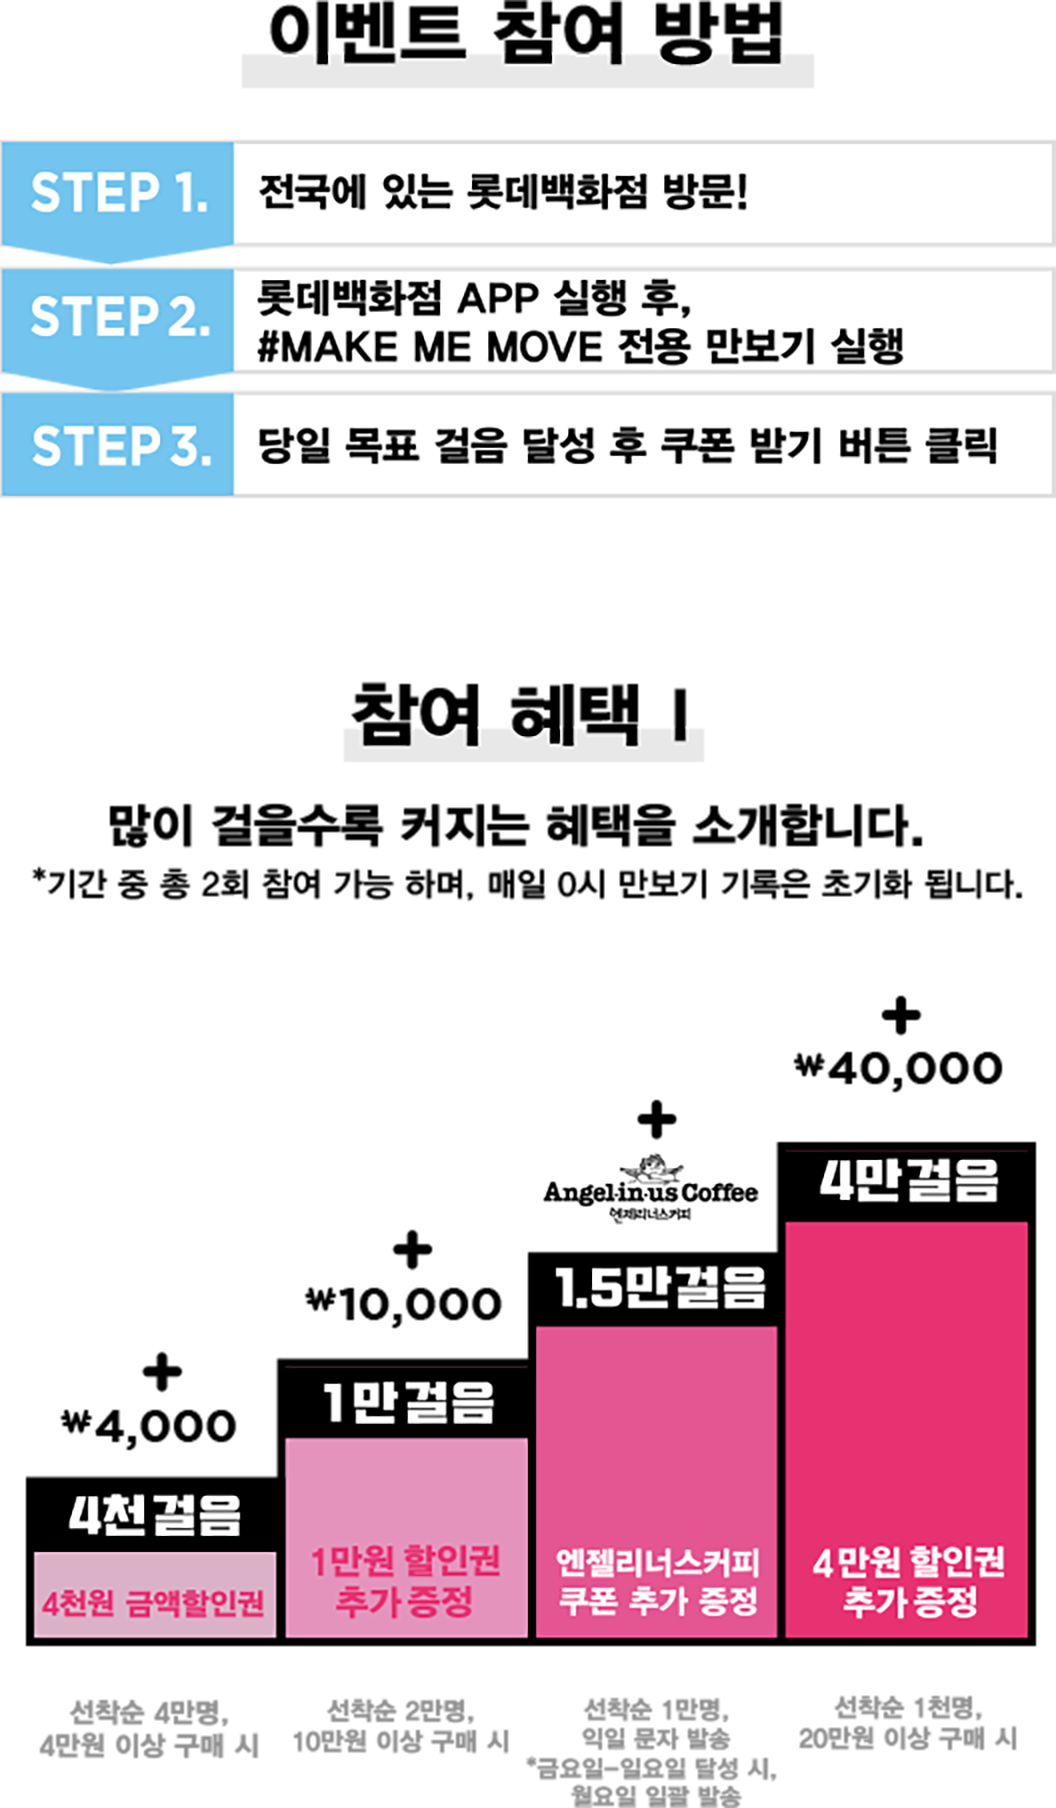 이벤트 참여 방법
STEP 1.
전국에 있는 롯데백화점 방문!
STEP 2.
롯데백화점 APP 실행 후,
#MAKE ME MOVE 전용 만보기 실행
STEP 3.
당일 목표 걸음 달성 후 쿠폰 받기 버튼 클릭
참여 혜택 I
많이 걸을수록 커지는 혜택을 소개합니다.
*기간 중 총 2회 참여 가능 하며, 매일 0시 만보기 기록은 초기화 됩니다.
+
₩4,000
4천걸음
4천원 금액할인권
선착순 4만명,
4만원 이상 구매 시
+
₩10,000
1만걸음
1만원 할인권
추가 증정
선착순 2만명,
10만원 이상 구매 시
+
Angel-in-us Coffee
엔제리너스커피
1.5만걸음
엔젤리너스커피
쿠폰 추가 증정
선착순 1만명,
익일 문자 발송
*금요일-일요일 달성 시,
월요일 일괄 발송
+
₩40,000
4만걸음
4만원 할인권
추가 증정
선착순 1천명,
20만원 이상 구매 시